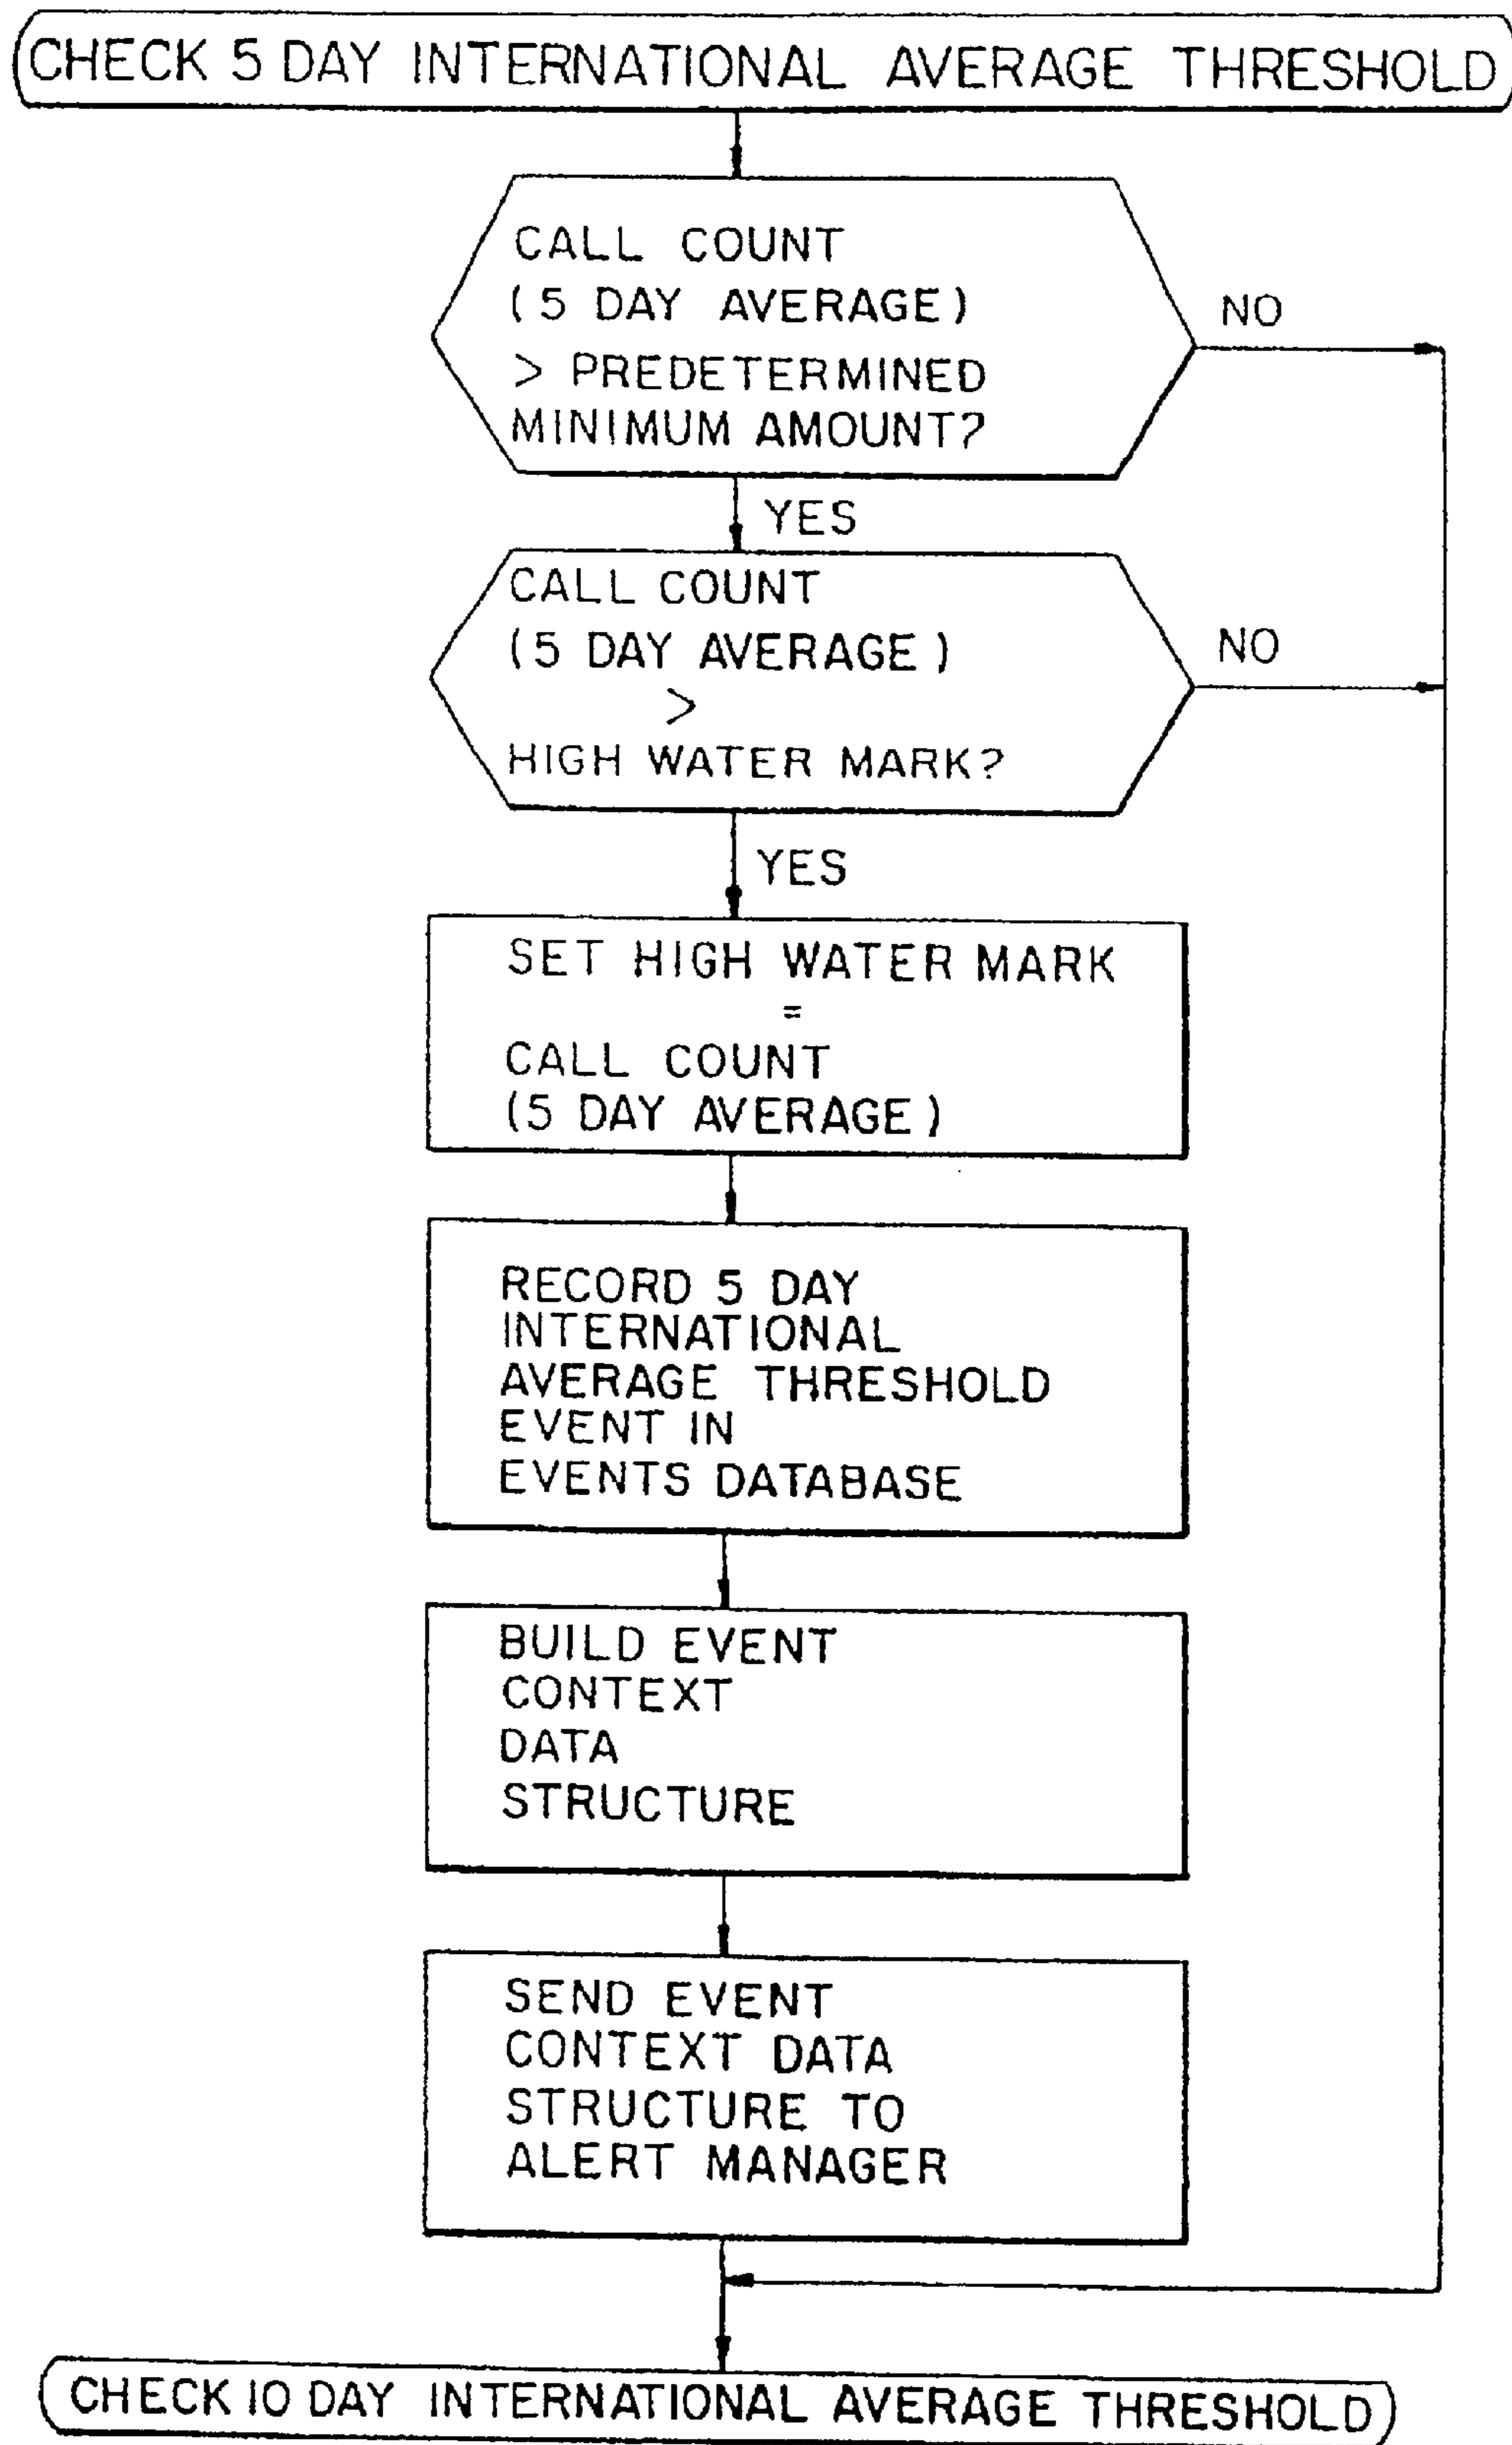 CHECK 5 DAY INTERNATIONAL AVERAGE THRESHOLD
CALL COUNT
(5 DAY AVERAGE)
> PREDETERMINED
MINIMUM AMOUNT?
NO
YES
CALL COUNT
(5 DAY AVERAGE)
>
HIGH WATER MARK?
NO
YES
SET HIGH WATER MARK
=
CALL COUNT
(5 DAY AVERAGE)
RECORD 5 DAY
INTERNATIONAL
AVERAGE THRESHOLD
EVENT IN
EVENTS DATABASE
BUILD EVENT
CONTEXT
DATA
STRUCTURE
SEND EVENT
CONTEXT DATA
STRUCTURE TO
ALERT MANAGER
CHECK 10 DAY INTERNATIONAL AVERAGE THRESHOLD